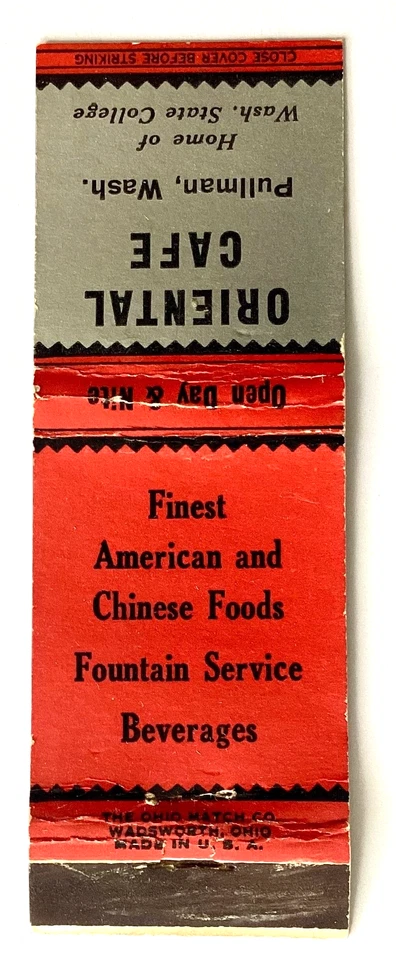 CLOSE COVER BEFORE STRIKING
ORIENTAL
CAFE
Pullman, Wash.
Home of
Wash. State College
Open Day & Nite
Finest
American and
Chinese Foods
Fountain Service
Beverages
THE OHIO MATCH CO.
WADSWORTH, OHIO
MADE IN U. S. A.